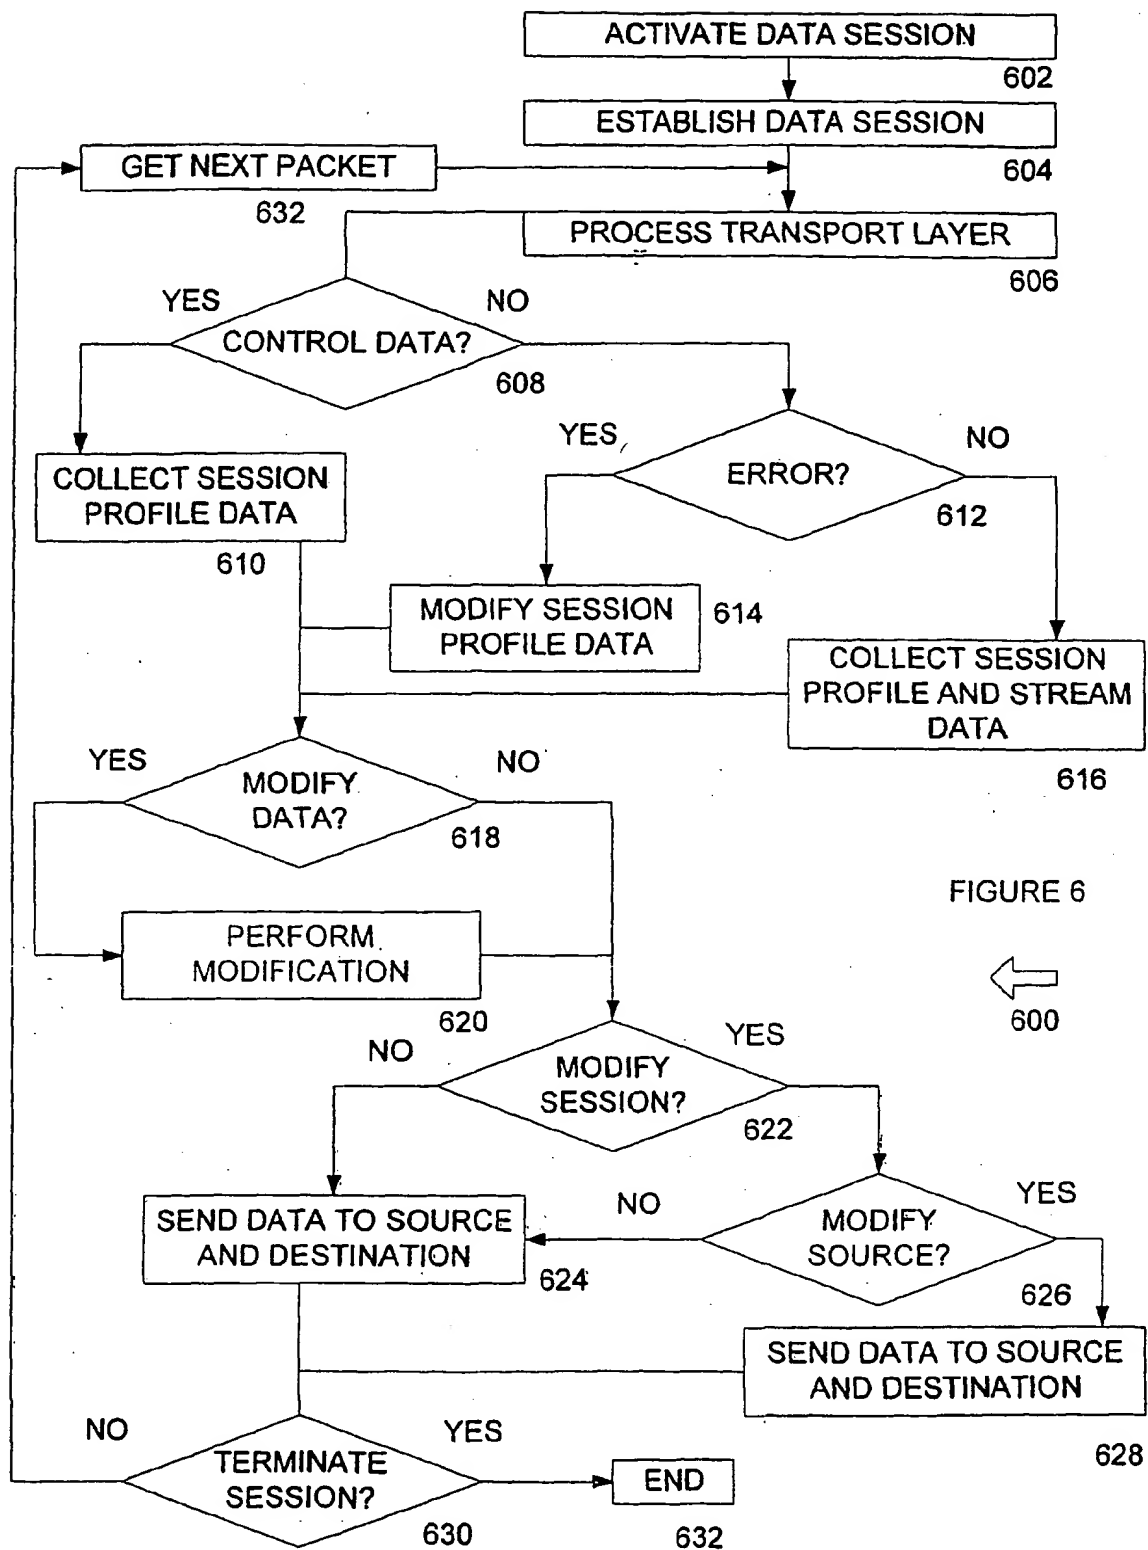 ACTIVATE DATA SESSION
602
ESTABLISH DATA SESSION
604
GET NEXT PACKET
632
PROCESS TRANSPORT LAYER
606
YES
NO
CONTROL DATA?
608
YES
NO
ERROR?
612
COLLECT SESSION
PROFILE DATA
610
MODIFY SESSION
PROFILE DATA
614
COLLECT SESSION
PROFILE AND STREAM
DATA
616
YES
NO
MODIFY
DATA?
618
FIGURE 6
600
PERFORM
MODIFICATION
620
NO
YES
MODIFY
SESSION?
622
SEND DATA TO SOURCE
AND DESTINATION
624
NO
YES
MODIFY
SOURCE?
626
SEND DATA TO SOURCE
AND DESTINATION
628
NO
YES
TERMINATE
SESSION?
630
END
632